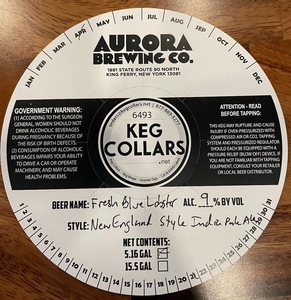 JAN FEB MAR APR MAY JUN JUL AUG SEP OCT NOV DEC
AURORA
BREWING CO.
1891 STATE ROUTE 90 NORTH
KING FERRY, NEW YORK 13081
GOVERNMENT WARNING:
(1) ACCORDING TO THE SURGEON
GENERAL, WOMEN SHOULD NOT
DRINK ALCOHOLIC BEVERAGES
DURING PREGNANCY BECAUSE OF
THE RISK OF BIRTH DEFECTS.
(2) CONSUMPTION OF ALCOHOLIC
BEVERAGES IMPAIRS YOUR ABILITY
TO DRIVE A CAR OR OPERATE
MACHINERY, AND MAY CAUSE
HEALTH PROBLEMS.
6493
KEG
COLLARS
.net
ATTENTION - READ
BEFORE TAPPING:
THIS KEG MAY RUPTURE AND CAUSE
INJURY IF OVER-PRESSURIZED WITH
COMPRESSED AIR OR CO2. TAPPING
SYSTEM AND PRESSURIZED REGULATOR
SHOULD EACH BE EQUIPPED WITH A
PRESSURE RELIEF DEVICE. IF YOU
ARE NOT FAMILIAR WITH TAPPING
EQUIPMENT, CONSULT YOUR RETAILER
OR LOCAL BEER DISTRIBUTOR.
BEER NAME: Fresh Blue Lobster ALC. 9 % BY VOL
STYLE: New England Style India Pale Ale
NET CONTENTS:
5.16 GAL
15.5 GAL